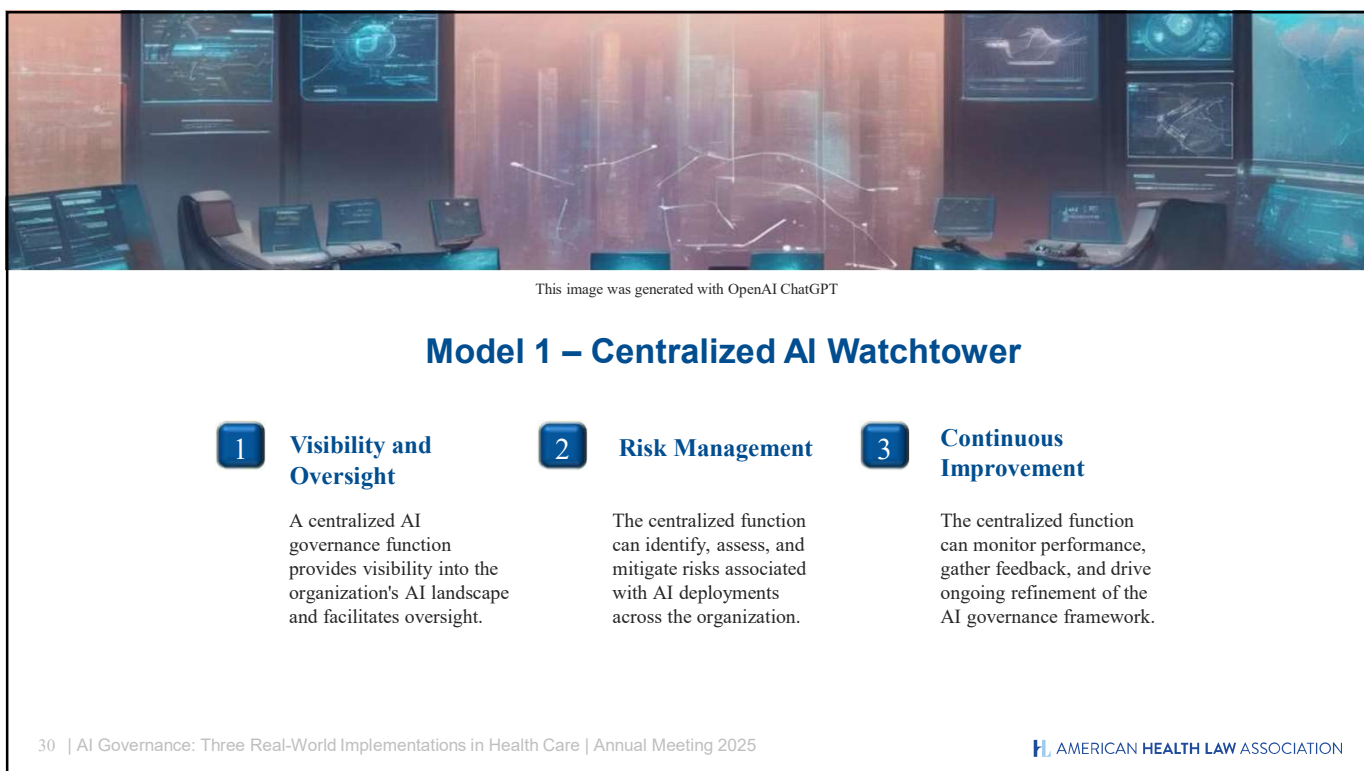 This image was generated with OpenAI ChatGPT
Model 1 – Centralized AI Watchtower
1
Visibility and
Oversight
A centralized AI
governance function
provides visibility into the
organization's AI landscape
and facilitates oversight.
2
Risk Management
The centralized function
can identify, assess, and
mitigate risks associated
with AI deployments
across the organization.
3
Continuous
Improvement
The centralized function
can monitor performance,
gather feedback, and drive
ongoing refinement of the
AI governance framework.
30 | AI Governance: Three Real-World Implementations in Health Care | Annual Meeting 2025
AMERICAN HEALTH LAW ASSOCIATION